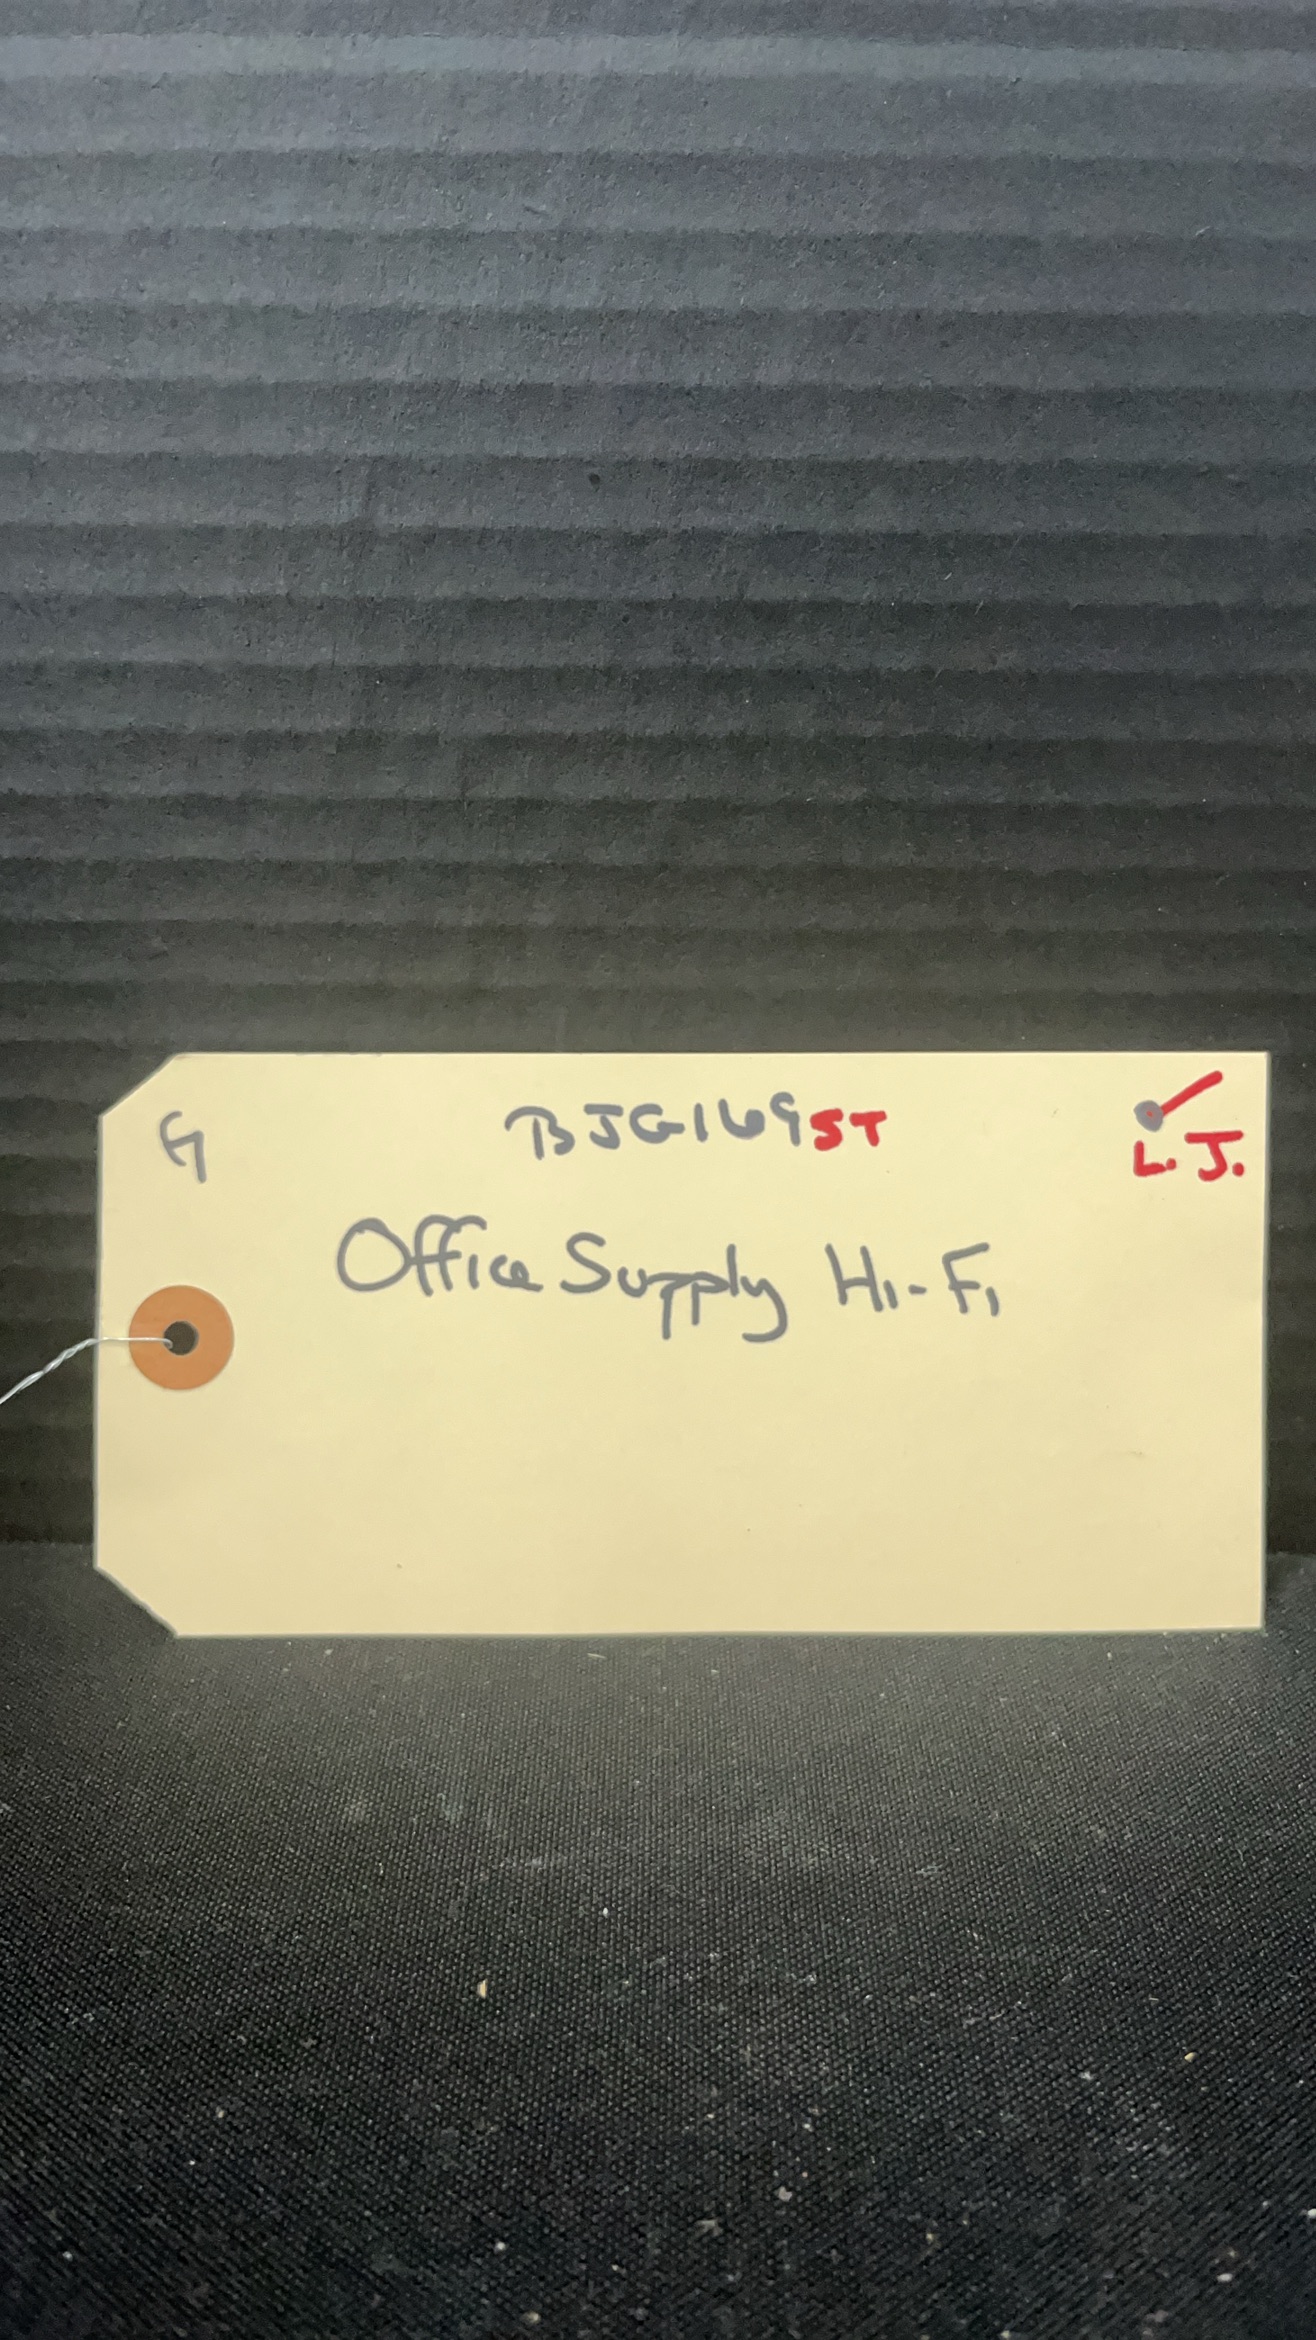 G BJG169ST
L.J.
Office Supply Hi-Fi